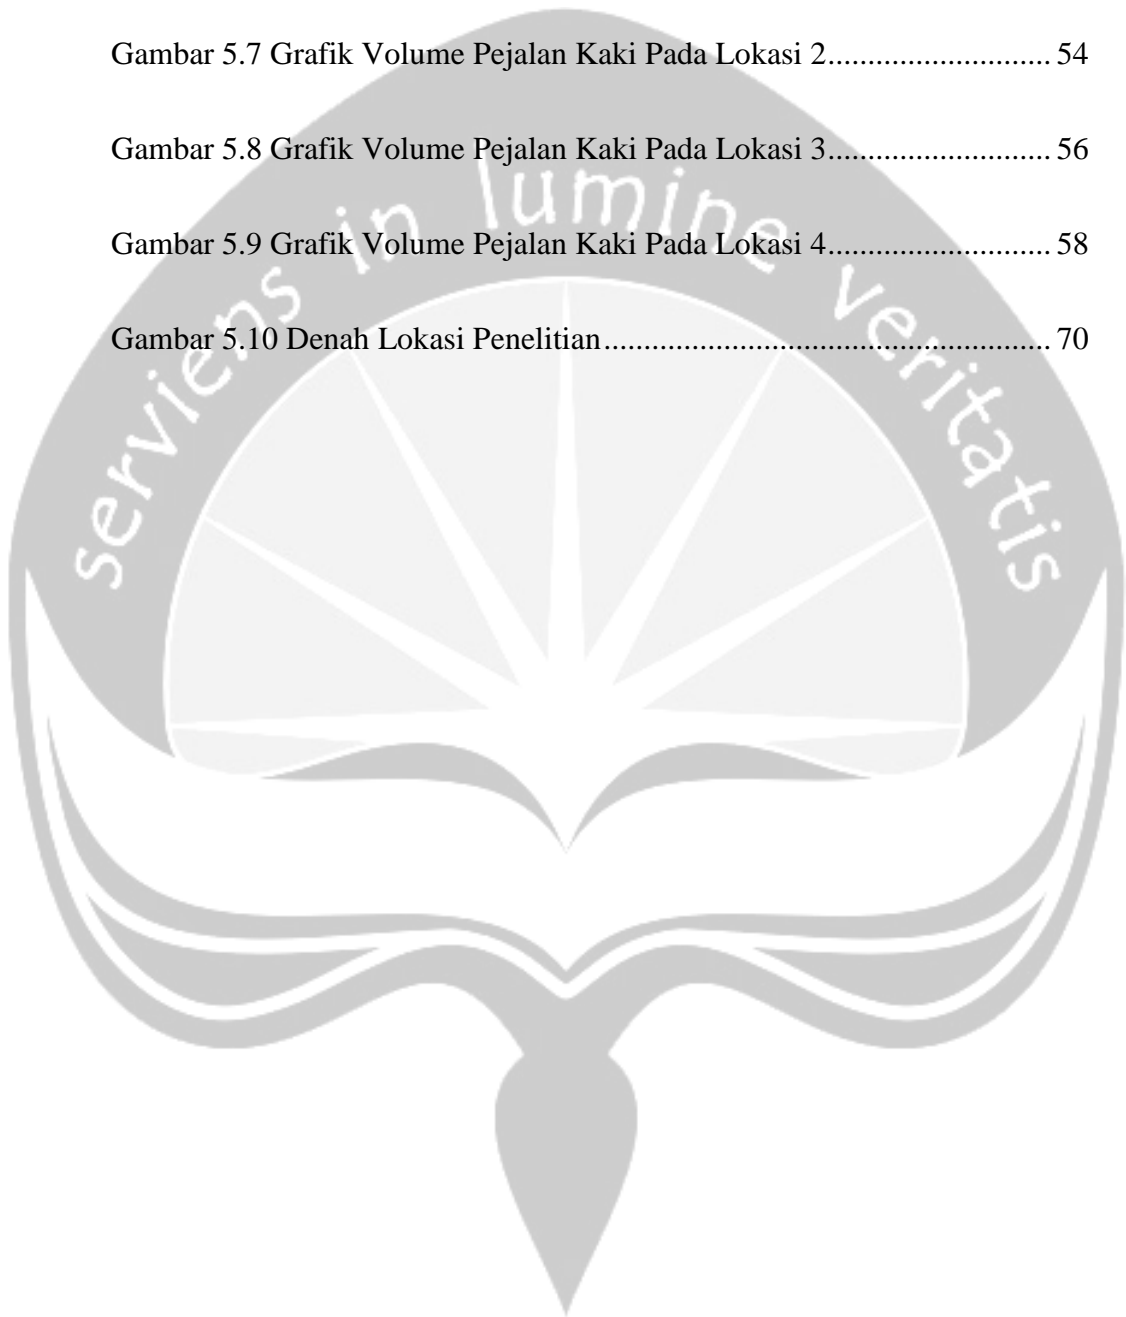 Gambar 5.7 Grafik Volume Pejalan Kaki Pada Lokasi 2............................ 54
Gambar 5.8 Grafik Volume Pejalan Kaki Pada Lokasi 3............................ 56
Gambar 5.9 Grafik Volume Pejalan Kaki Pada Lokasi 4............................ 58
Gambar 5.10 Denah Lokasi Penelitian........................................................ 70
serviens in lumine veritatis